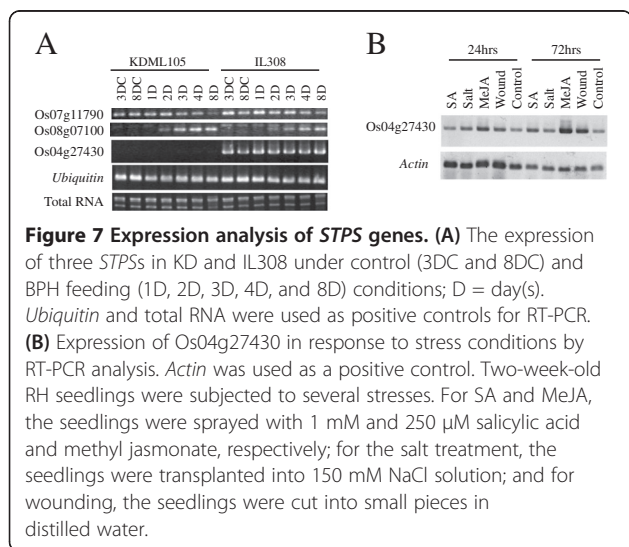 A
KDML105 IL308
3DC 8DC 1D 2D 3D 4D 8D 3DC 8DC 1D 2D 3D 4D 8D
Os07g11790
Os08g07100
Os04g27430
Ubiquitin
Total RNA
B
24hrs 72hrs
SA Salt MeJA Wound Control SA Salt MeJA Wound Control
Os04g27430
Actin
Figure 7 Expression analysis of STPS genes. (A) The expression
of three STPSs in KD and IL308 under control (3DC and 8DC) and
BPH feeding (1D, 2D, 3D, 4D, and 8D) conditions; D = day(s).
Ubiquitin and total RNA were used as positive controls for RT-PCR.
(B) Expression of Os04g27430 in response to stress conditions by
RT-PCR analysis. Actin was used as a positive control. Two-week-old
RH seedlings were subjected to several stresses. For SA and MeJA,
the seedlings were sprayed with 1 mM and 250 μM salicylic acid
and methyl jasmonate, respectively; for the salt treatment, the
seedlings were transplanted into 150 mM NaCl solution; and for
wounding, the seedlings were cut into small pieces in
distilled water.